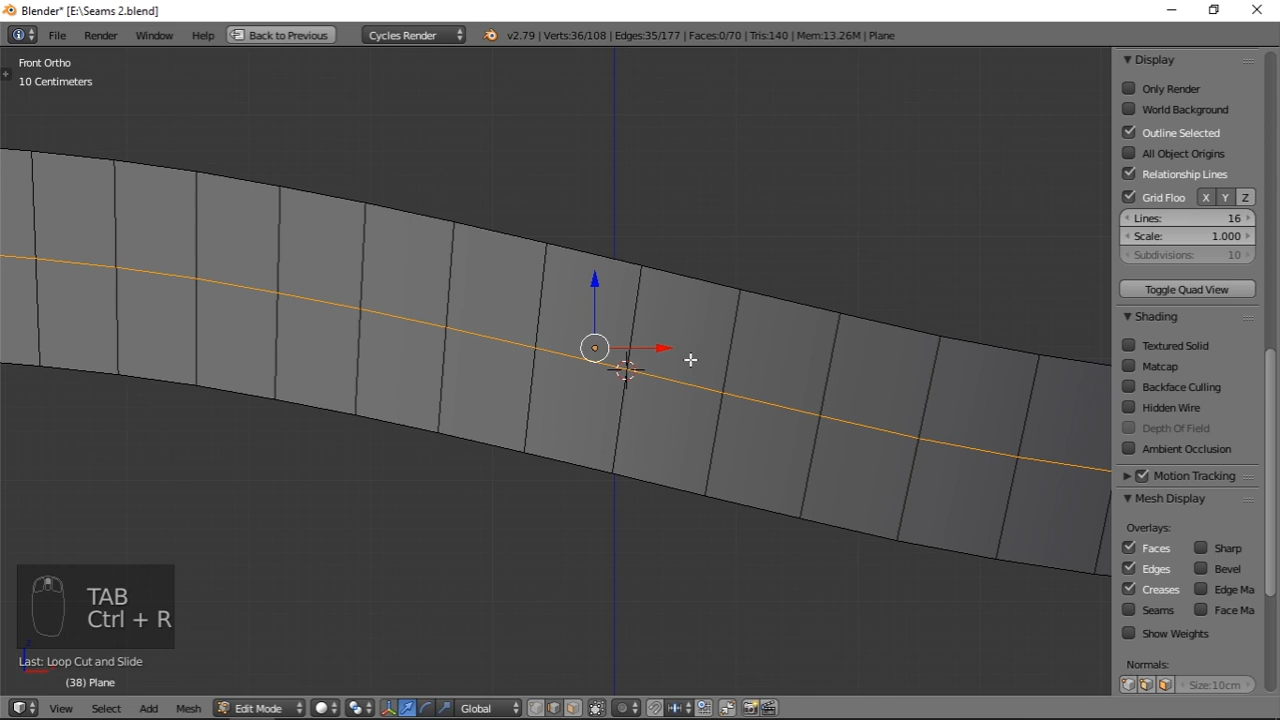 Blender* [E:\Seams 2.blend]
File Render Window Help Back to Previous Cycles Render v2.79 | Verts:36/108 | Edges:35/177 | Faces:0/70 | Tris:140 | Mem:13.26M | Plane
Front Ortho
10 Centimeters
Display
Only Render
World Background
Outline Selected
All Object Origins
Relationship Lines
Grid Floo X Y Z
Lines: 16
Scale: 1.000
Subdivisions: 10
Toggle Quad View
Shading
Textured Solid
Matcap
Backface Culling
Hidden Wire
Depth Of Field
Ambient Occlusion
Motion Tracking
Mesh Display
Overlays:
Faces Sharp
Edges Bevel
Creases Edge Ma
Seams Face Ma
Show Weights
Normals:
Size:10cm
TAB
Ctrl + R
Last: Loop Cut and Slide
(38) Plane
View Select Add Mesh Edit Mode Global